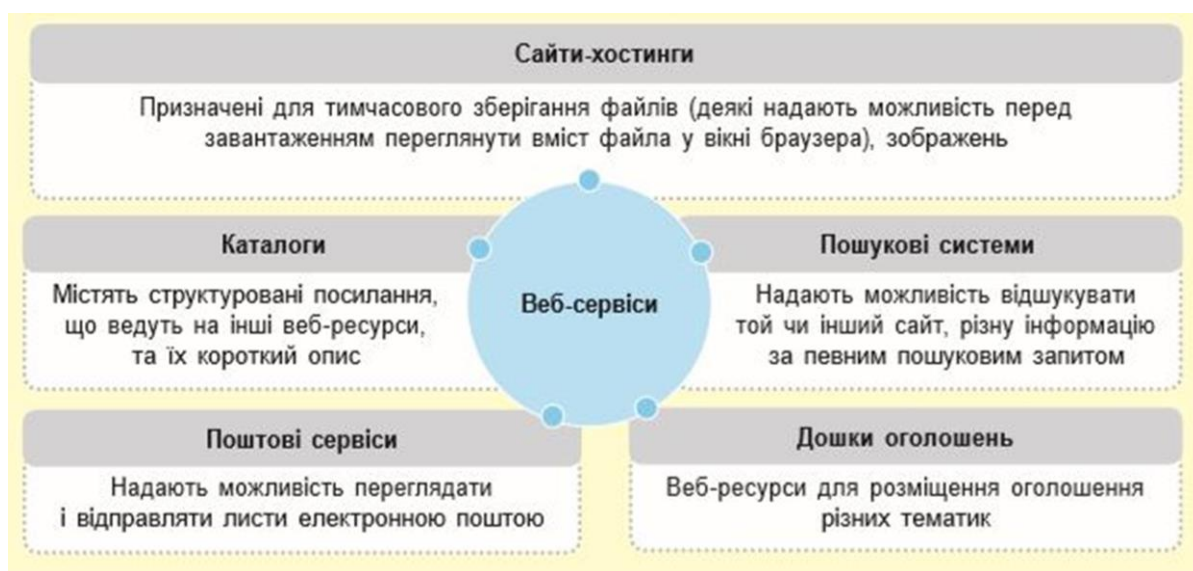 Сайти-хостинги
Призначені для тимчасового зберігання файлів (деякі надають можливість перед
завантаженням переглянути вміст файла у вікні браузера), зображень
Каталоги
Містять структуровані посилання,
що ведуть на інші веб-ресурси,
та їх короткий опис
Веб-сервіси
Пошукові системи
Надають можливість відшукувати
той чи інший сайт, різну інформацію
за певним пошуковим запитом
Поштові сервіси
Надають можливість переглядати
і відправляти листи електронною поштою
Дошки оголошень
Веб-ресурси для розміщення оголошення
різних тематик